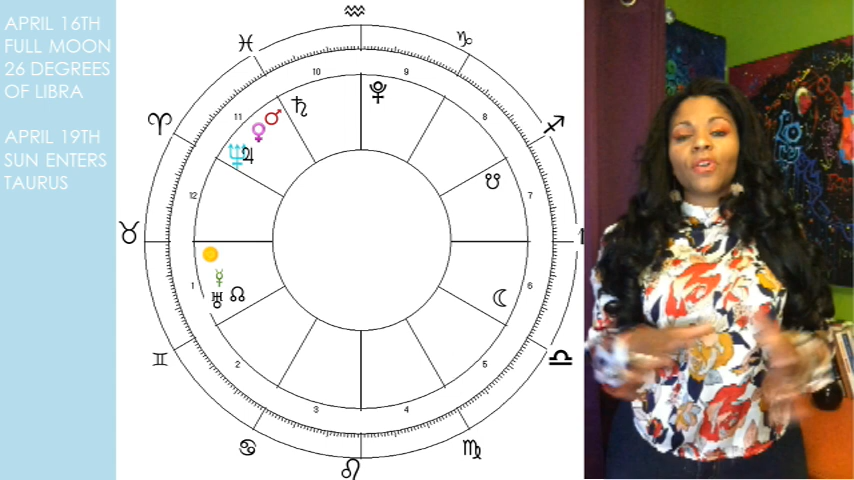 APRIL 16TH
FULL MOON
26 DEGREES
OF LIBRA
APRIL 19TH
SUN ENTERS
TAURUS
♒
♓ ♑
10 9
♄ ♇
11 ♂ 8
♈ ♀ ♐
♆♃
♋︎
12 7
♉
1 6
☿
♅ ☊ ☾
♊ ♎
2 5
3 4
♋ ♍
♌